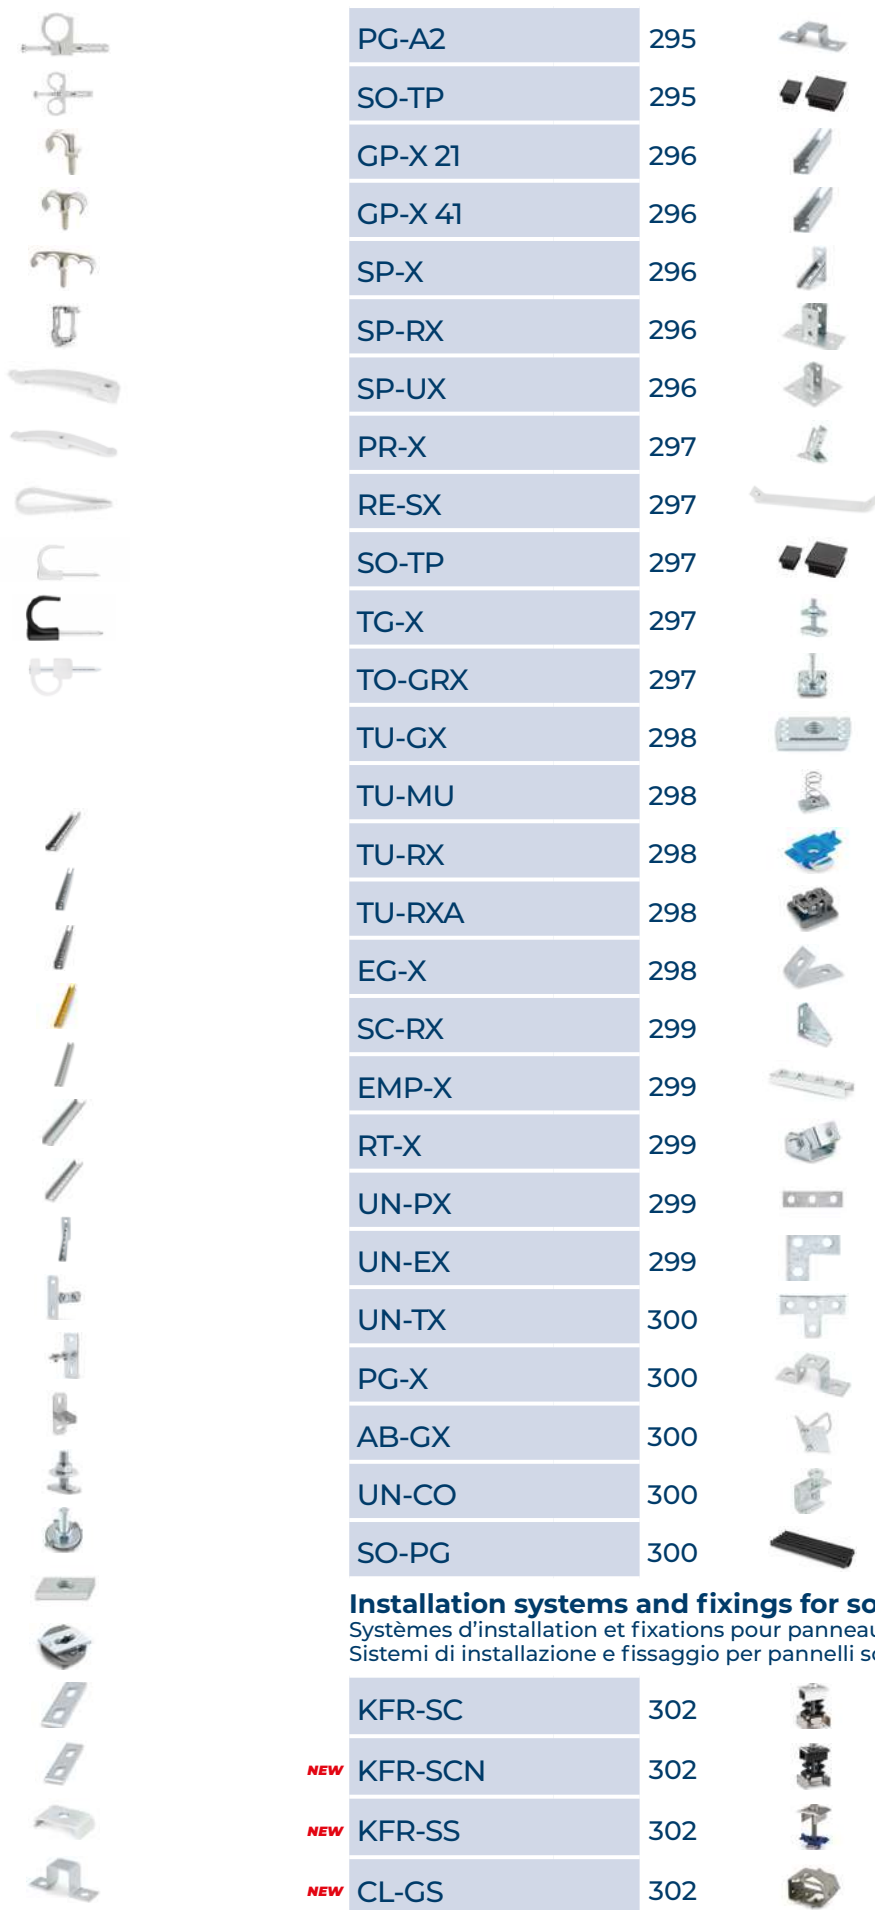 PG-A2 295
SO-TP 295
GP-X 21 296
GP-X 41 296
SP-X 296
SP-RX 296
SP-UX 296
PR-X 297
RE-SX 297
SO-TP 297
TG-X 297
TO-GRX 297
TU-GX 298
TU-MU 298
TU-RX 298
TU-RXA 298
EG-X 298
SC-RX 299
EMP-X 299
RT-X 299
UN-PX 299
UN-EX 299
UN-TX 300
PG-X 300
AB-GX 300
UN-CO 300
SO-PG 300
Installation systems and fixings for so
Systèmes d'installation et fixations pour panneau
Sistemi di installazione e fissaggio per pannelli so
KFR-SC 302
NEW KFR-SCN 302
NEW KFR-SS 302
NEW CL-GS 302